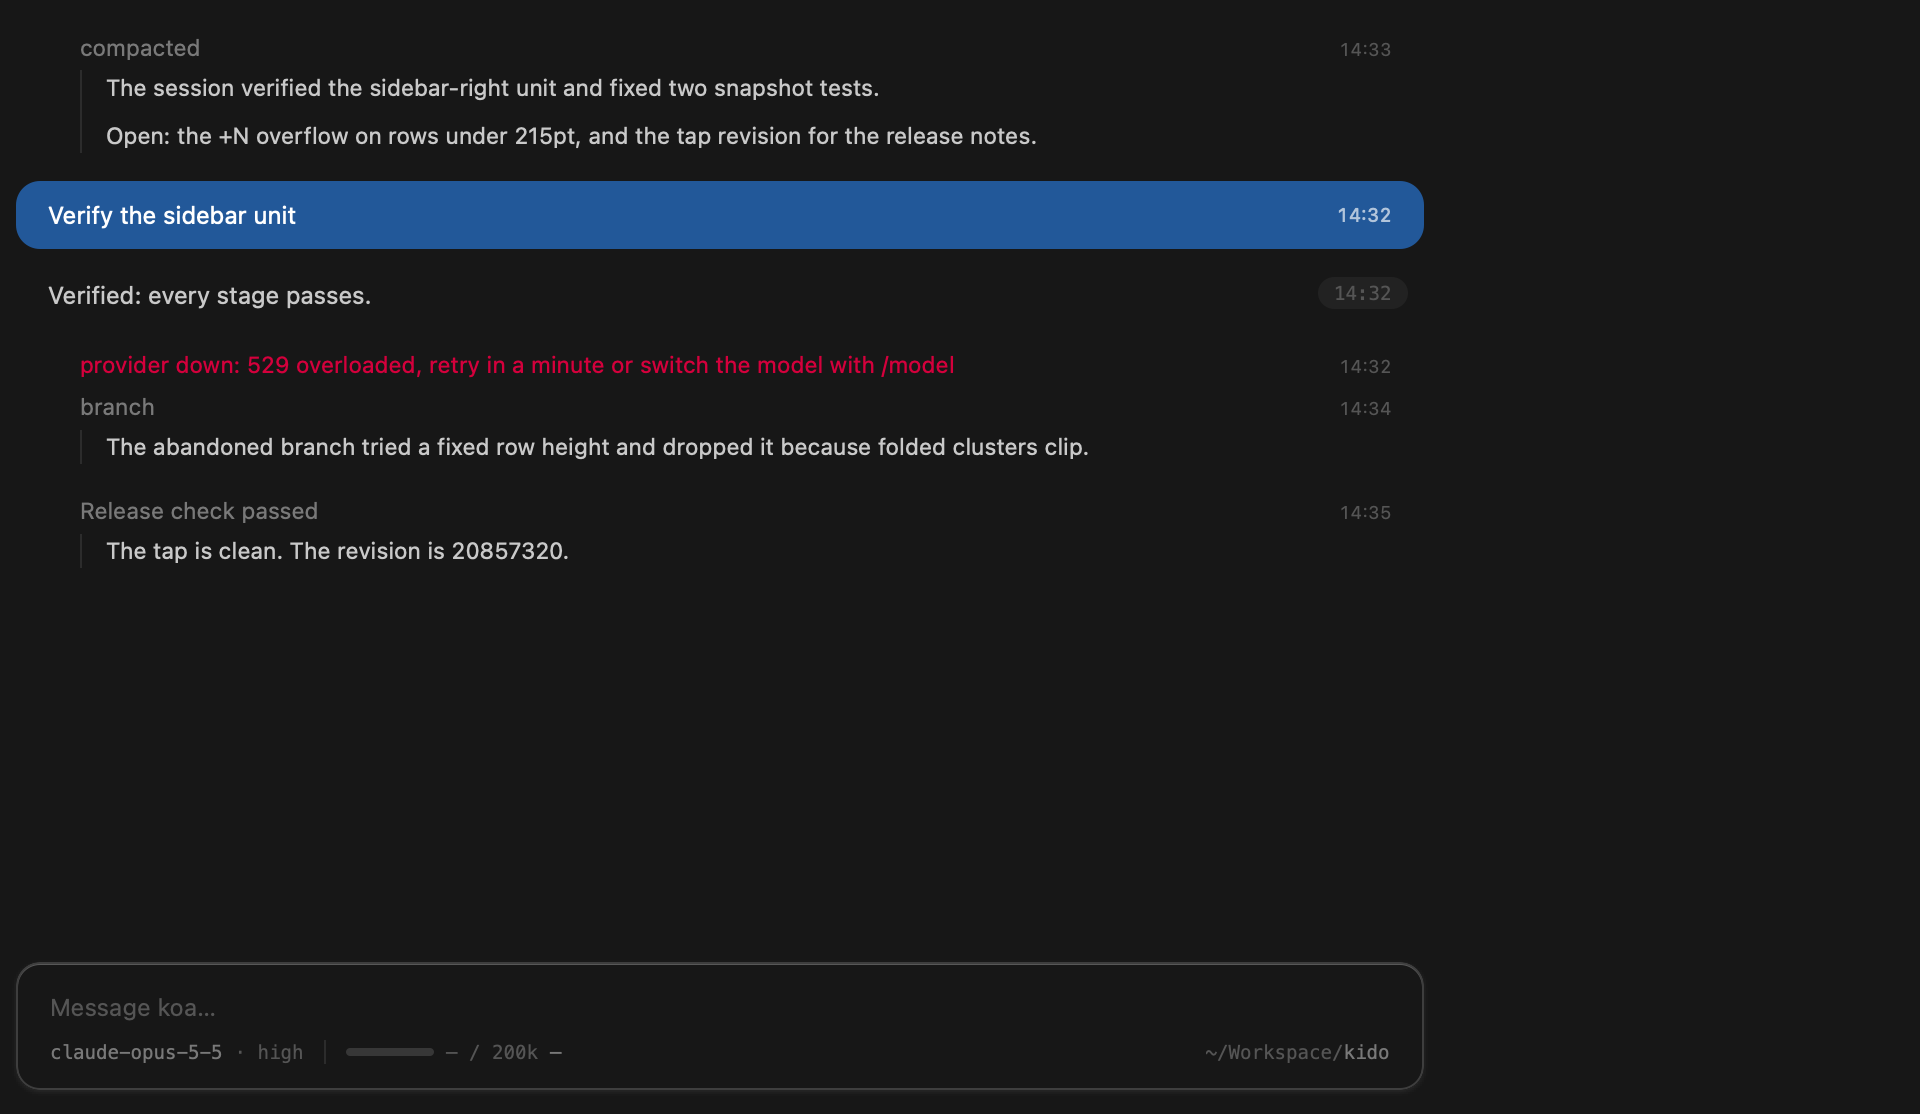 compacted 14:33
The session verified the sidebar-right unit and fixed two snapshot tests.
Open: the +N overflow on rows under 215pt, and the tap revision for the release notes.
Verify the sidebar unit 14:32
Verified: every stage passes. 14:32
provider down: 529 overloaded, retry in a minute or switch the model with /model 14:32
branch 14:34
The abandoned branch tried a fixed row height and dropped it because folded clusters clip.
Release check passed 14:35
The tap is clean. The revision is 20857320.
Message koa...
claude-opus-5-5 · high — / 200k — ~/Workspace/kido